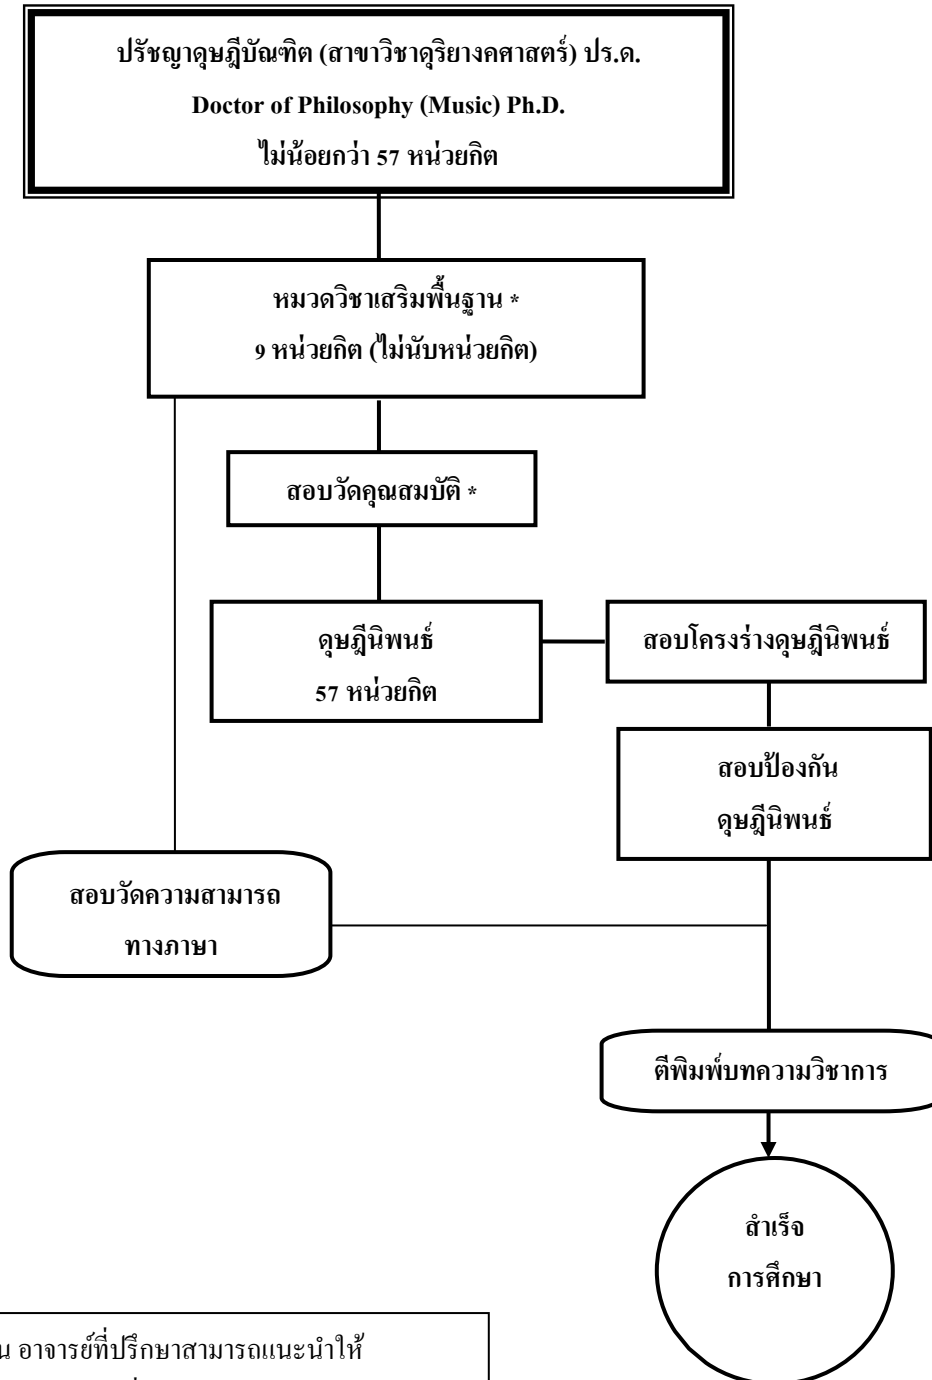 ปรัชญาดุษฎีบัณฑิต (สาขาวิชาดุริยางคศาสตร์) ปร.ด.
Doctor of Philosophy (Music) Ph.D.
ไม่น้อยกว่า 57 หน่วยกิต
หมวดวิชาเสริมพื้นฐาน *
9 หน่วยกิต (ไม่นับหน่วยกิต)
สอบวัดคุณสมบัติ *
ดุษฎีนิพนธ์
57 หน่วยกิต
สอบโครงร่างดุษฎีนิพนธ์
สอบป้องกัน
ดุษฎีนิพนธ์
สอบวัดความสามารถ
ทางภาษา
ตีพิมพ์บทความวิชาการ
สำเร็จ
การศึกษา
อาจารย์ที่ปรึกษาสามารถแนะนำให้